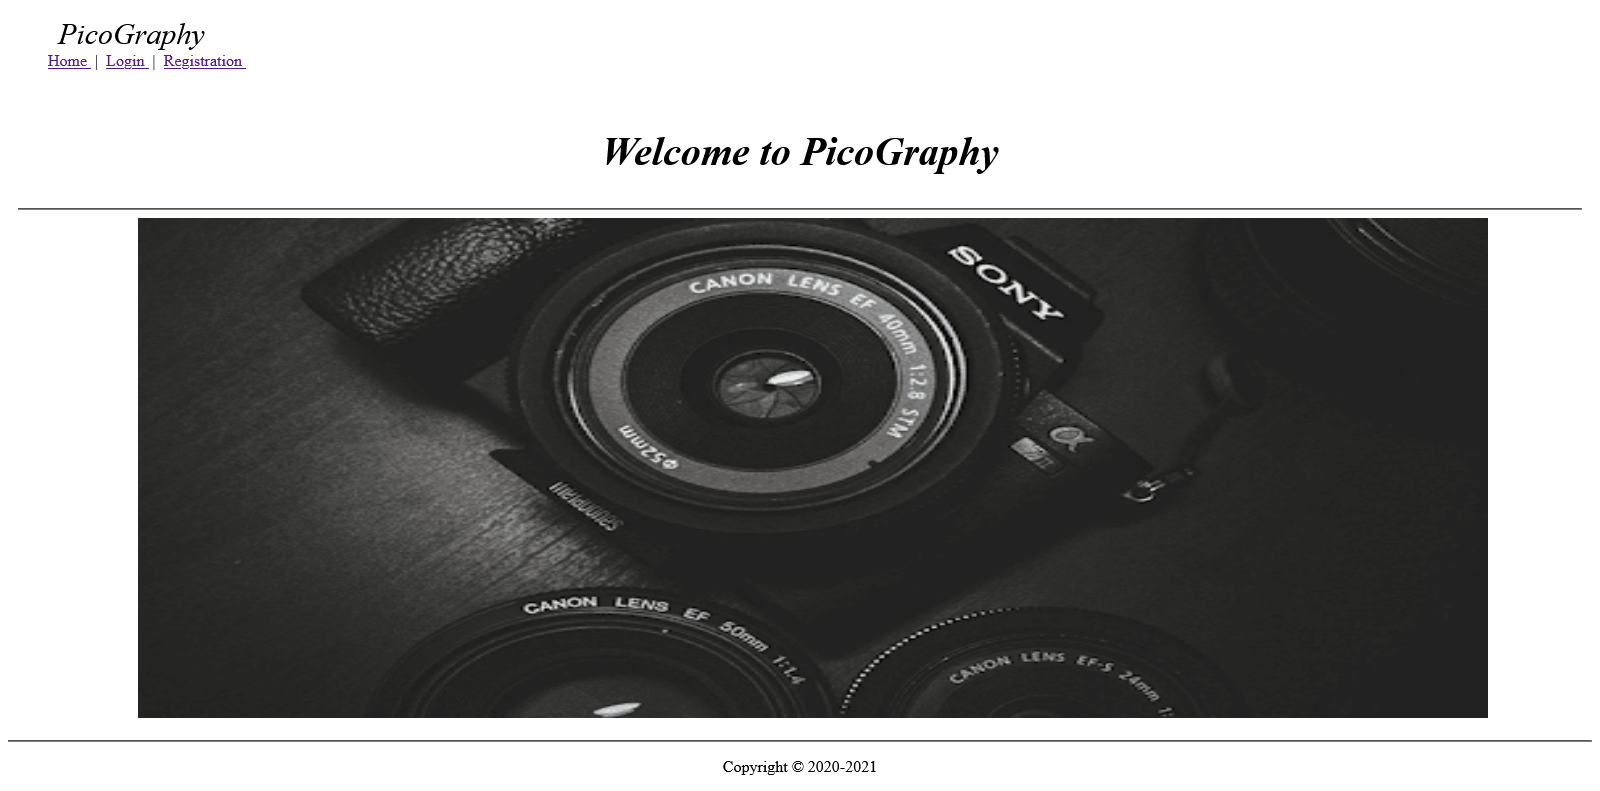 PicoGraphy
Home | Login | Registration
Welcome to PicoGraphy
SONY
CANON LENS EF 40mm 1:2.8 STM
Φ52mm
α
CANON LENS EF 50mm 1:1.4
CANON LENS EF-S 24mm 1:
Copyright © 2020-2021